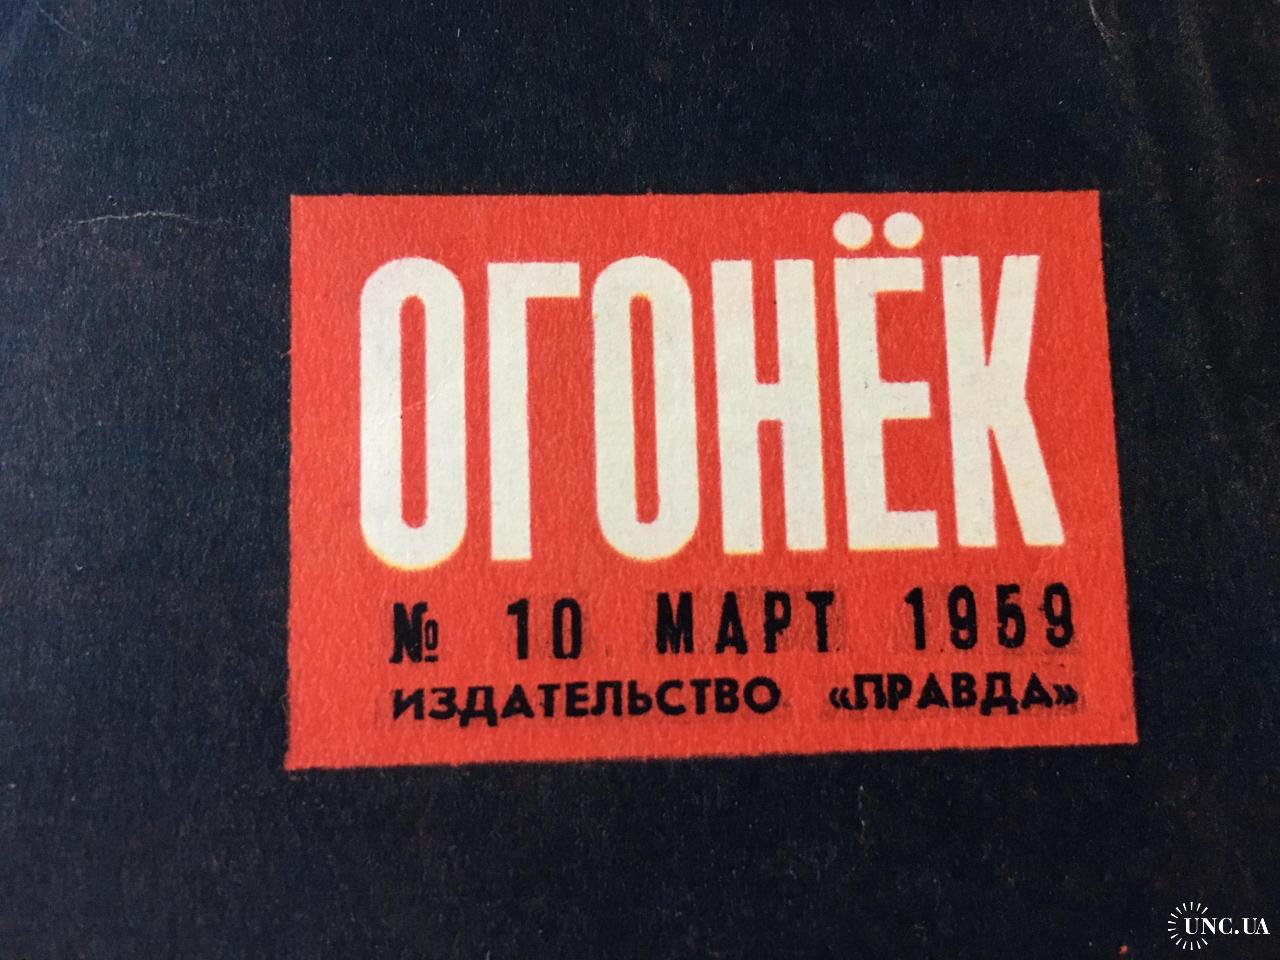 ОГОНЁК
№ 10 МАРТ 1959
ИЗДАТЕЛЬСТВО «ПРАВДА»
UNC.UA